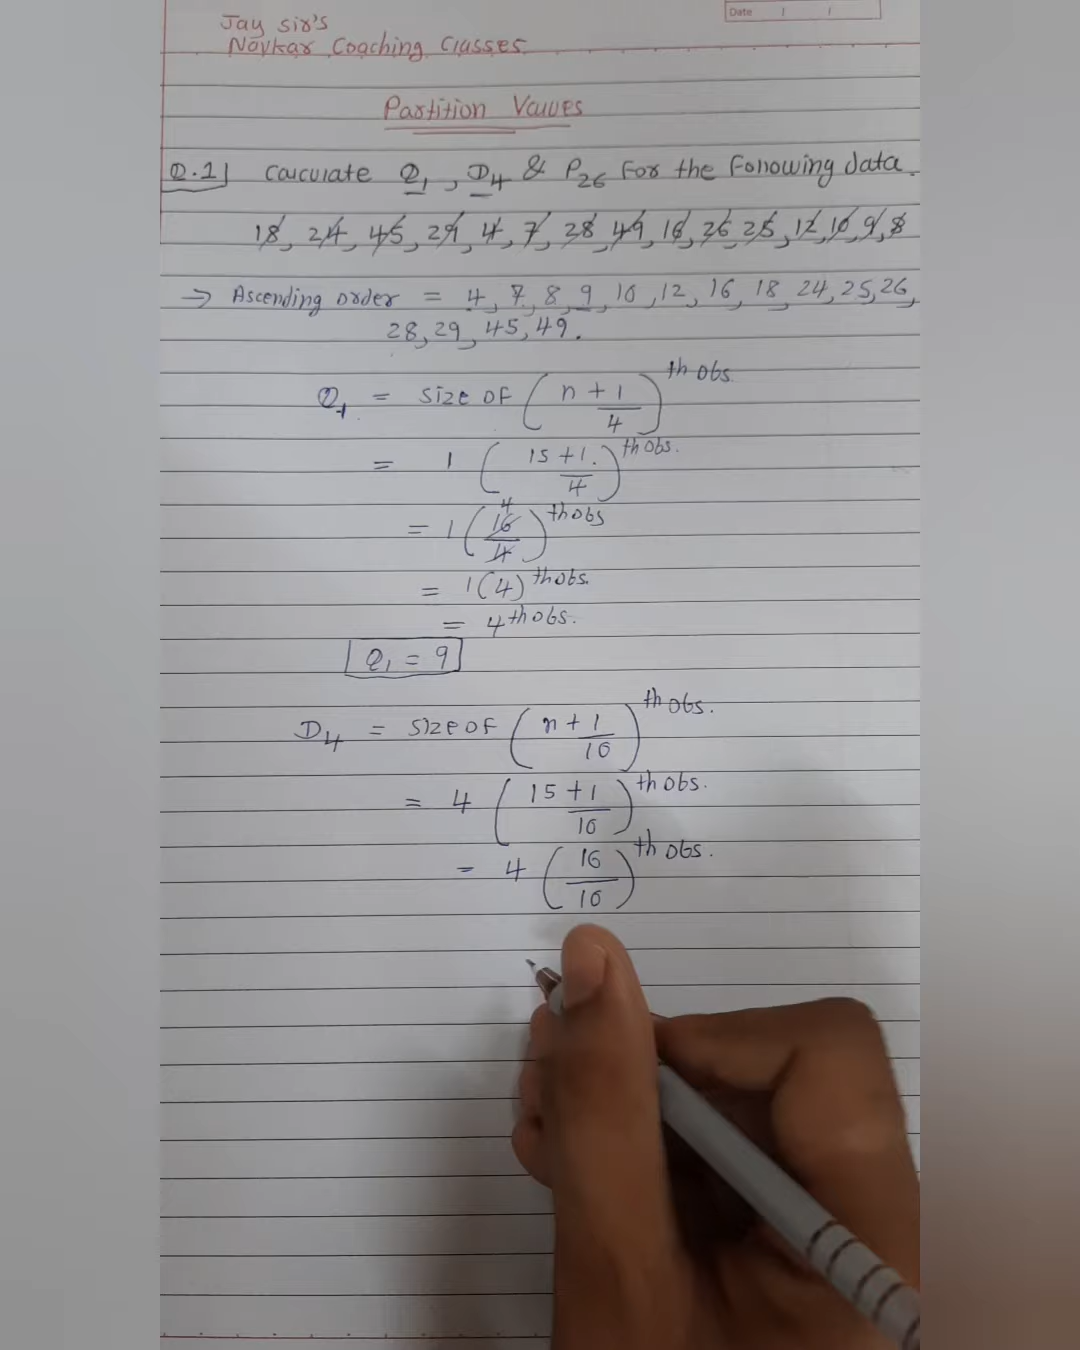 Jay sir's
Navkar Coaching Classes.
Date / /
Partition Values
Q.1] Calculate Q1, D4 & P26 For the Following data.
18, 24, 45, 29, 4, 7, 28, 49, 16, 26, 25, 12, 10, 9, 8
→ Ascending order = 4, 7, 8, 9, 10, 12, 16, 18, 24, 25, 26,
28, 29, 45, 49.
Q1 = size of (n+1/4)th obs
= 1 (15+1/4)th obs.
= 1 (16/4)th obs 4
= 1(4)th obs.
= 4th obs.
Q1 = 9
D4 = size of (n+1/10)th obs.
= 4 (15+1/10)th obs.
= 4 (16/10)th obs.